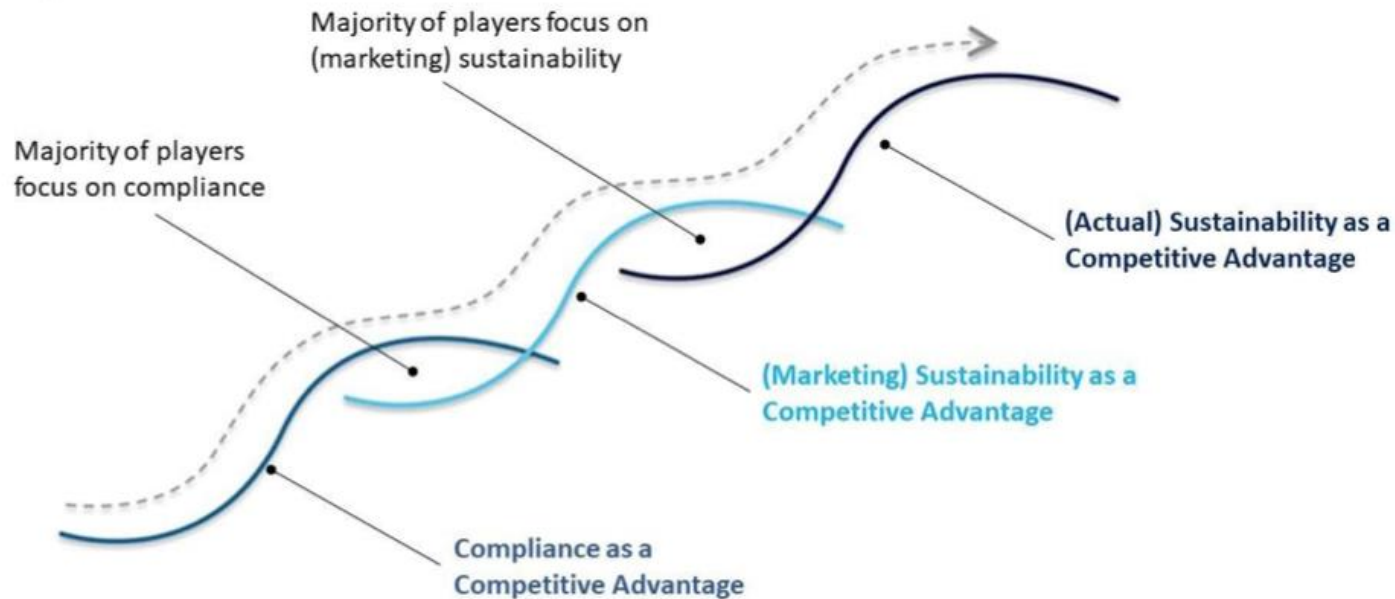 Majority of players focus on
(marketing) sustainability
Majority of players
focus on compliance
(Actual) Sustainability as a
Competitive Advantage
(Marketing) Sustainability as a
Competitive Advantage
Compliance as a
Competitive Advantage